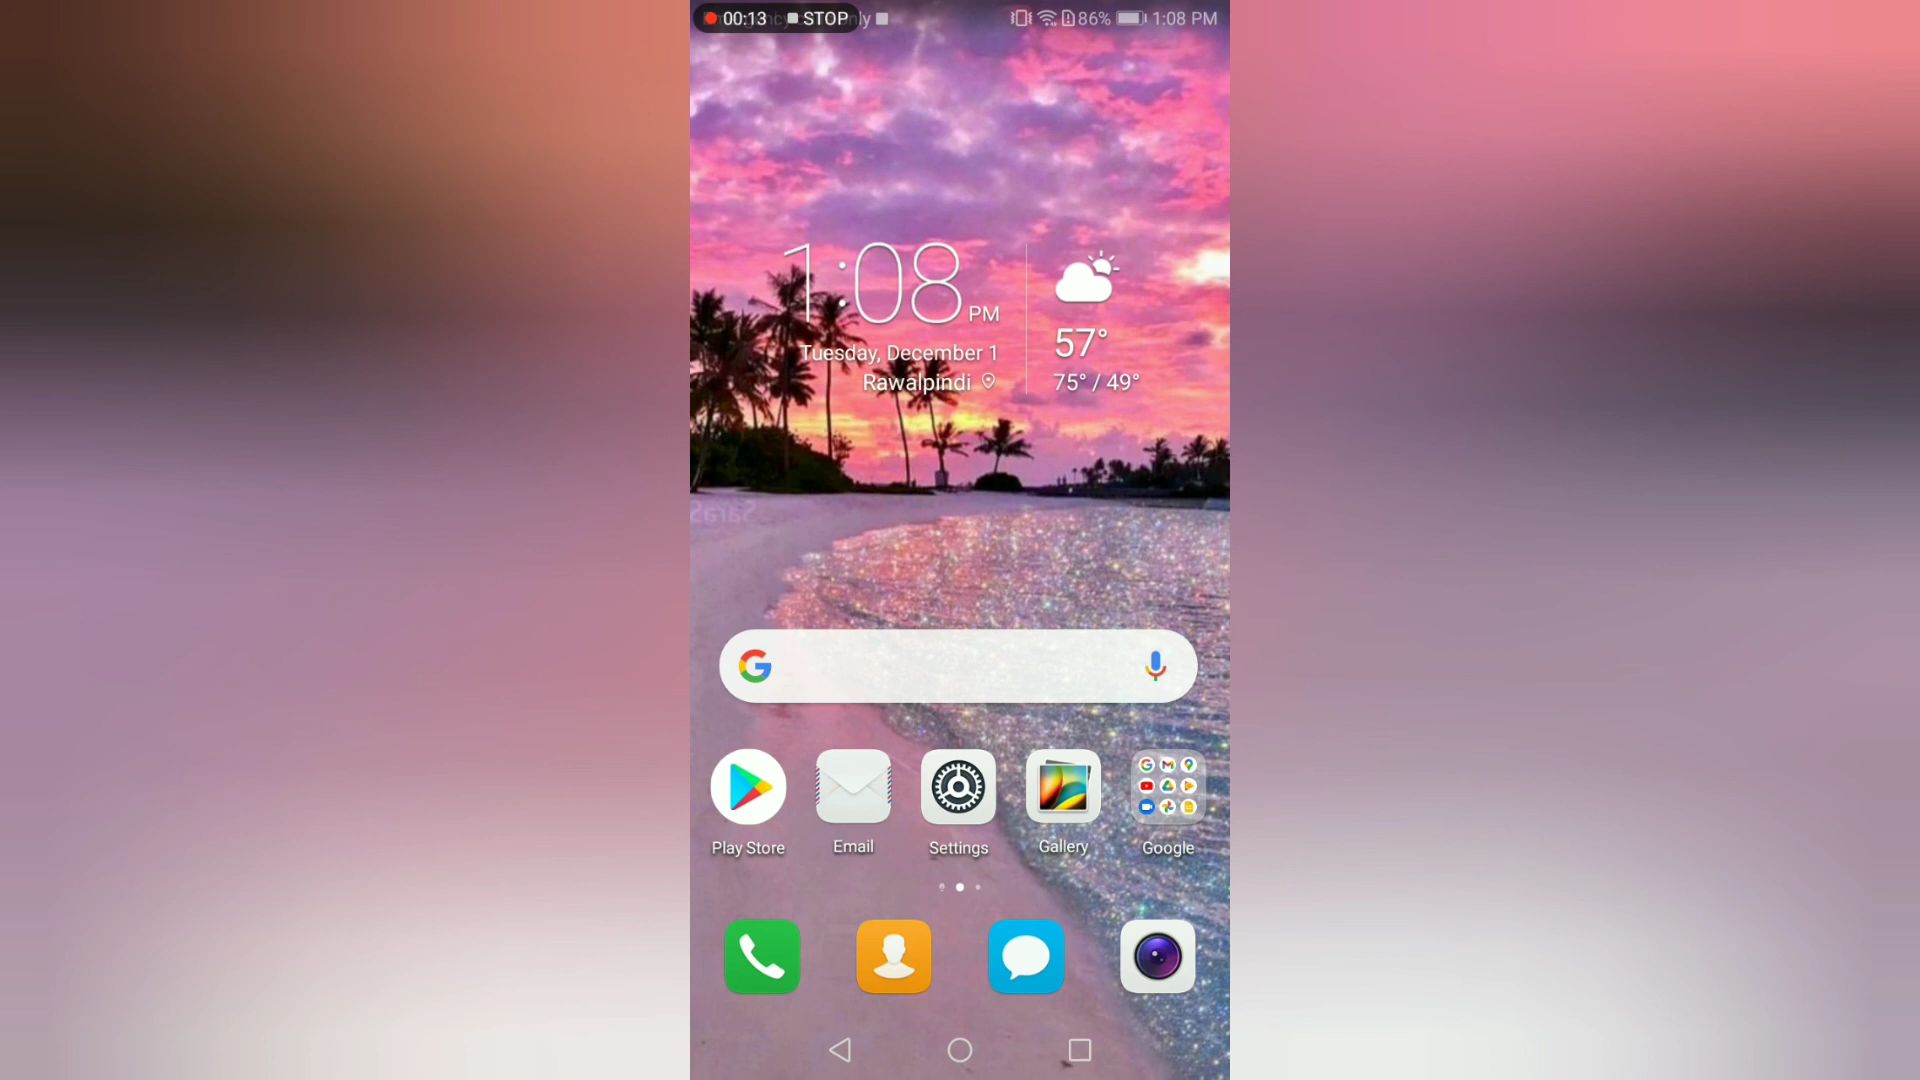 00:13 STOP nly
86% 1:08 PM
1:08 PM
57°
Tuesday, December 1
Rawalpindi
75° / 49°
Play Store
Email
Settings
Gallery
Google